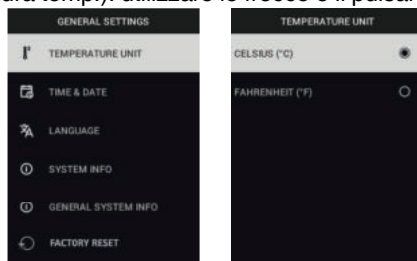 GENERAL SETTINGS
TEMPERATURE UNIT
TIME & DATE
LANGUAGE
SYSTEM INFO
GENERAL SYSTEM INFO
FACTORY RESET
TEMPERATURE UNIT
CELSIUS (°C)
FAHRENHEIT (°F)